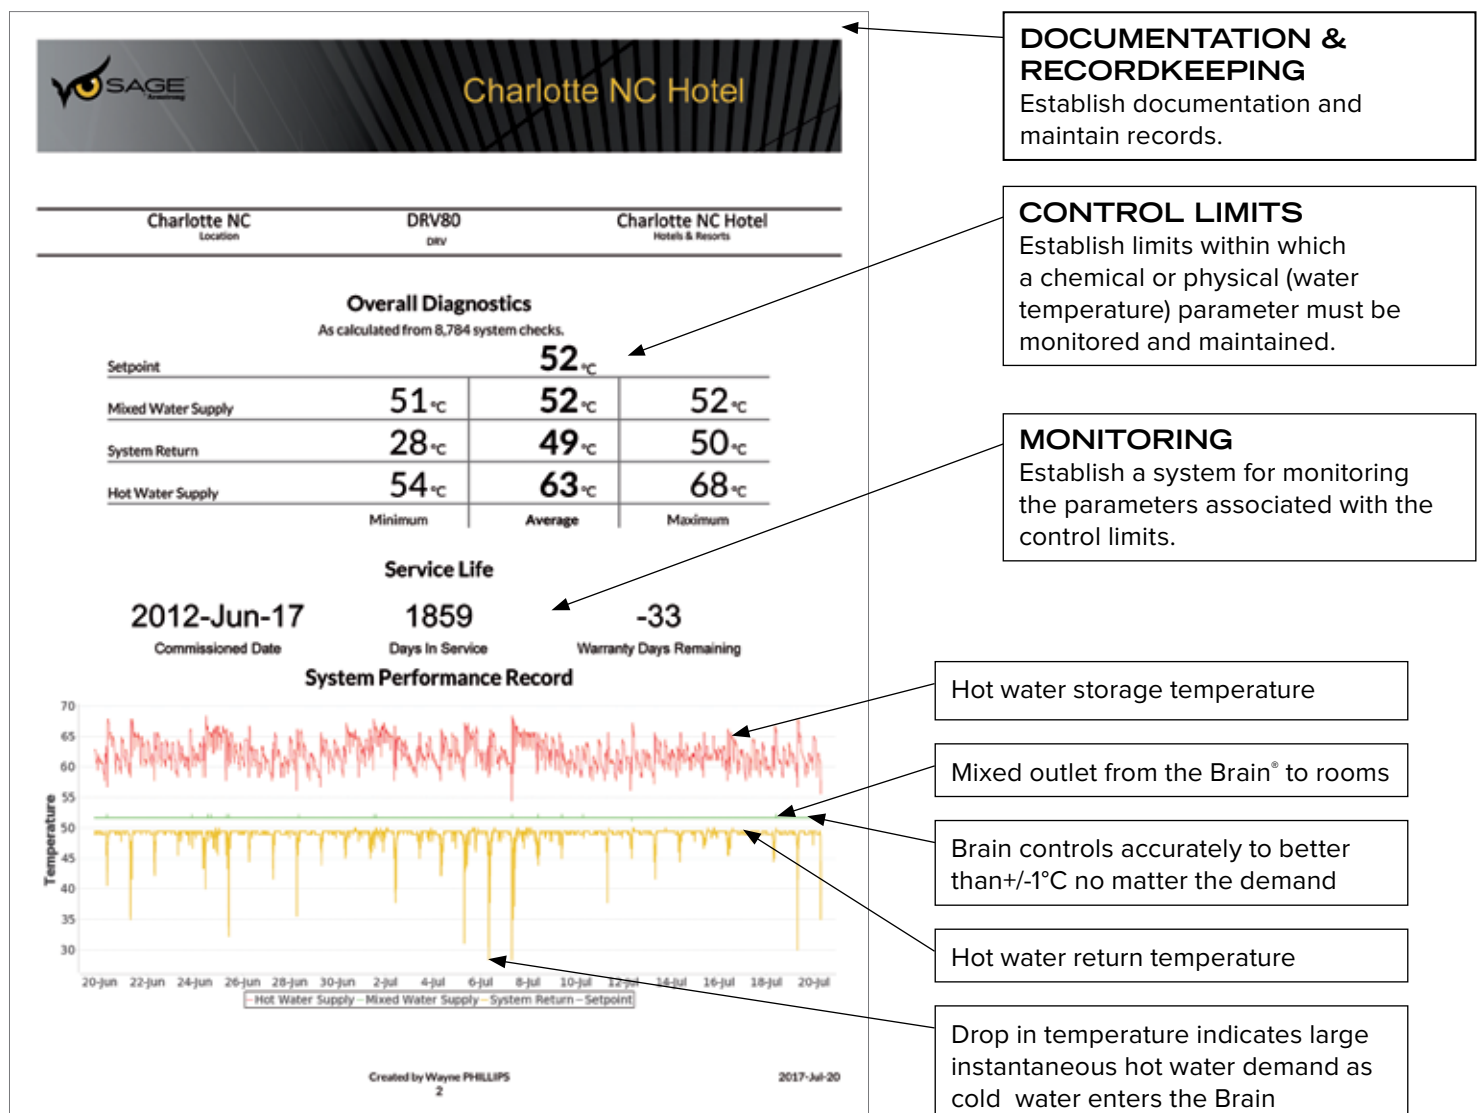 SAGE
Armstrong
Charlotte NC Hotel
Charlotte NC
Location
DRV80
DRV
Charlotte NC Hotel
Hotels & Resorts
Overall Diagnostics
As calculated from 8,784 system checks.
Setpoint 52 °C
Mixed Water Supply 51 °C 52 °C 52 °C
System Return 28 °C 49 °C 50 °C
Hot Water Supply 54 °C 63 °C 68 °C
Minimum Average Maximum
Service Life
2012-Jun-17 1859 -33
Commissioned Date Days In Service Warranty Days Remaining
System Performance Record
Temperature
70
65
60
55
50
45
40
35
30
20-Jun 22-Jun 24-Jun 26-Jun 28-Jun 30-Jun 2-Jul 4-Jul 6-Jul 8-Jul 10-Jul 12-Jul 14-Jul 16-Jul 18-Jul 20-Jul
Hot Water Supply Mixed Water Supply System Return Setpoint
Created by Wayne PHILLIPS
2
2017-Jul-20
DOCUMENTATION &
RECORDKEEPING
Establish documentation and
maintain records.
CONTROL LIMITS
Establish limits within which
a chemical or physical (water
temperature) parameter must be
monitored and maintained.
MONITORING
Establish a system for monitoring
the parameters associated with the
control limits.
Hot water storage temperature
Mixed outlet from the Brain® to rooms
Brain controls accurately to better
than+/-1°C no matter the demand
Hot water return temperature
Drop in temperature indicates large
instantaneous hot water demand as
cold water enters the Brain